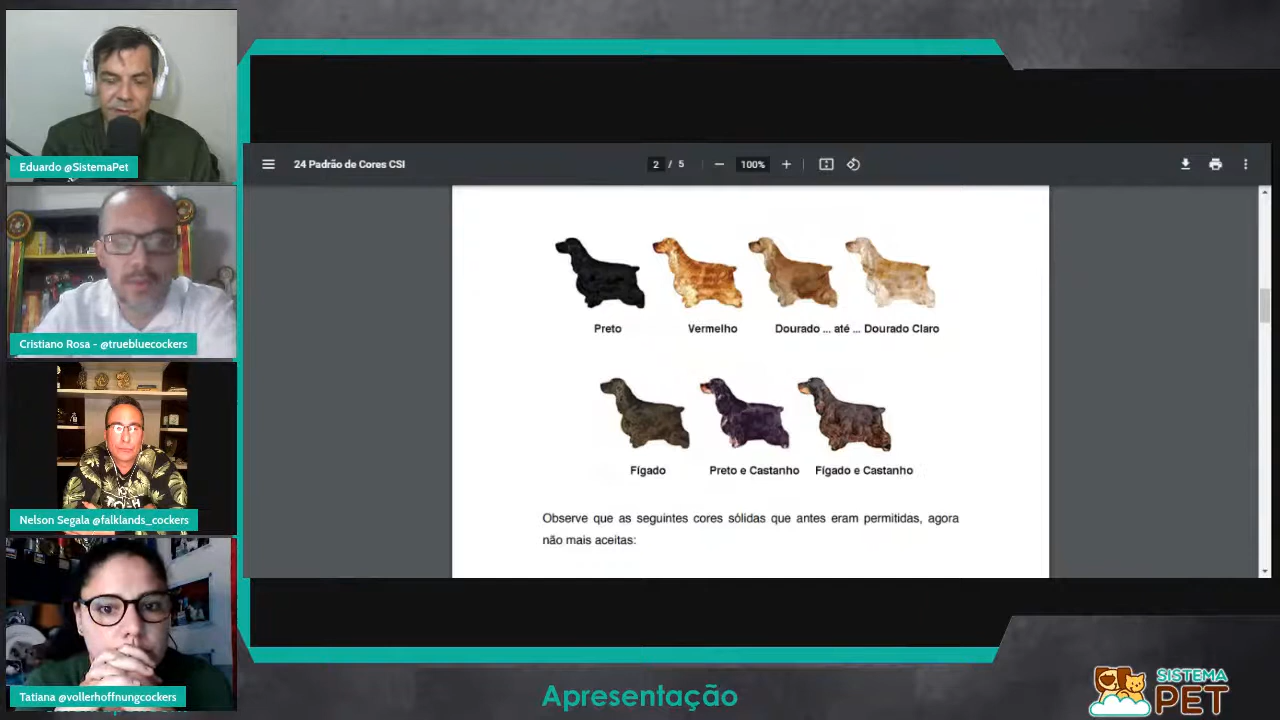 Eduardo @SistemaPet
Cristiano Rosa - @truebluecockers
Nelson Segala @falklands_cockers
Tatiana @vollerhoffnungcockers
24 Padrão de Cores CSI
2 / 5
100%
Preto
Vermelho
Dourado ... até ... Dourado Claro
Fígado
Preto e Castanho
Fígado e Castanho
Observe que as seguintes cores sólidas que antes eram permitidas, agora
não mais aceitas:
Apresentação
SISTEMA
PET